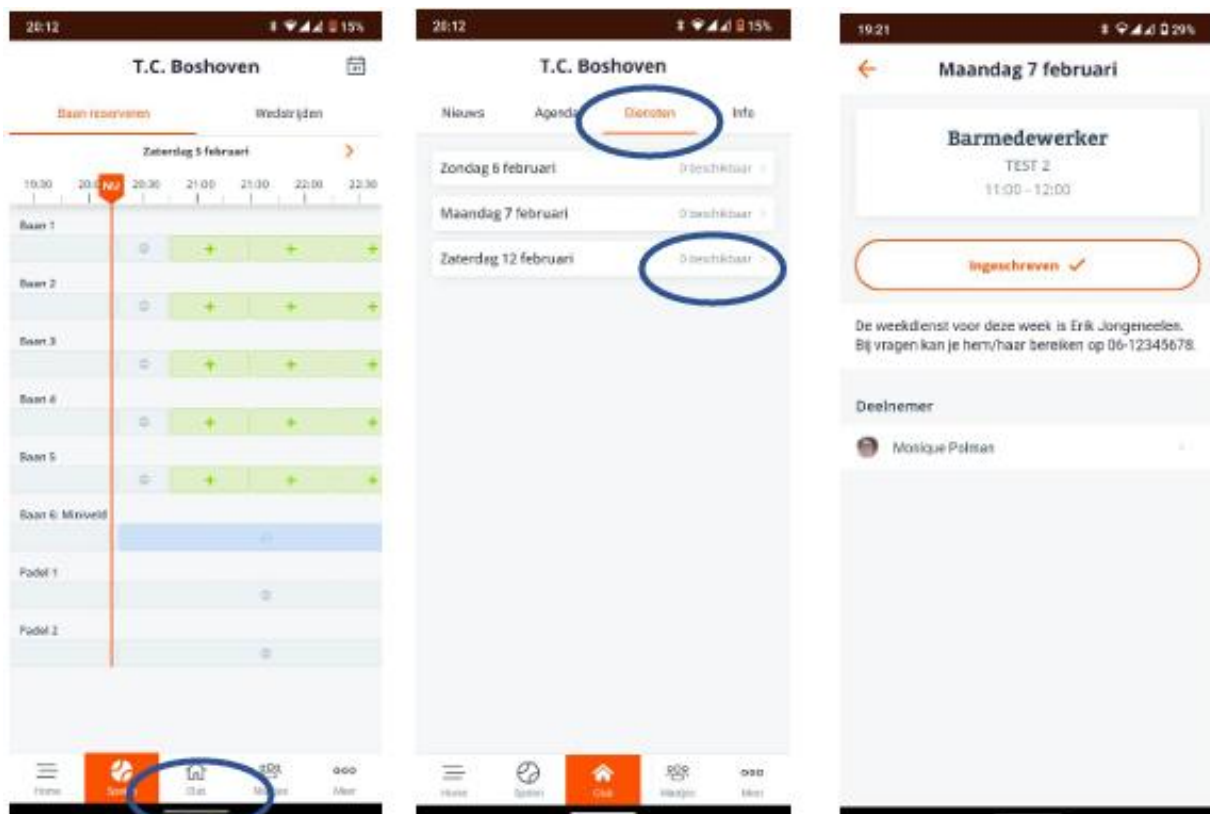 20:12
15%
T.C. Boshoven
31
Baan reserveren
Wedstrijden
Zaterdag 5 februari
19:30 20:0 NU 20:30 21:00 21:30 22:00 22:30
Baan 1
Baan 2
Baan 3
Baan 4
Baan 5
Baan 6: Miniveld
Padel 1
Padel 2
Home Spelen Club Maatjes Meer
20:12
15%
T.C. Boshoven
Nieuws Agenda Diensten Info
Zondag 6 februari 0 beschikbaar
Maandag 7 februari 0 beschikbaar
Zaterdag 12 februari 0 beschikbaar
Home Spelen Club Maatjes Meer
19:21
29%
Maandag 7 februari
Barmedewerker
TEST 2
11:00 - 12:00
Ingeschreven
De weekdienst voor deze week is Erik Jongeneelen.
Bij vragen kan je hem/haar bereiken op 06-12345678.
Deelnemer
Monique Polman